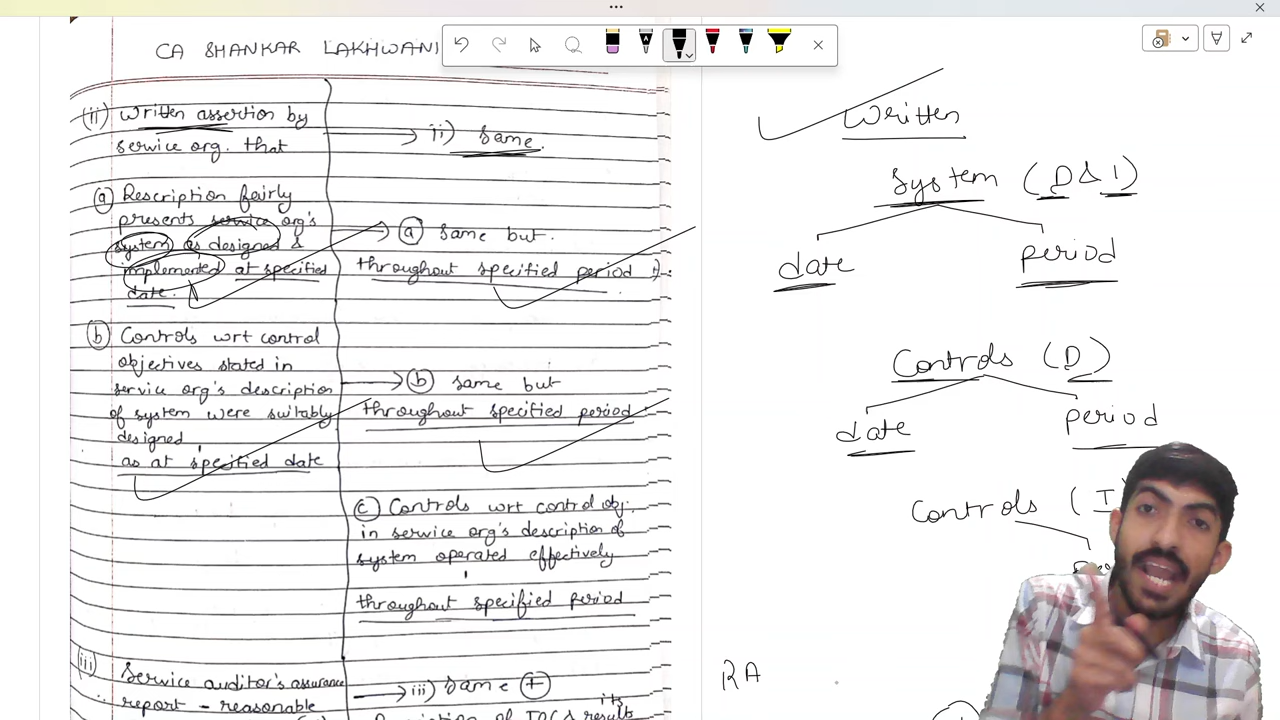 CA SHANKAR LAKHWANI
(ii) Written assertion by
service org. that
(a) Description fairly
presents service org's
system as designed &
implemented at specified
date.
(b) Controls wrt control
objectives stated in
service org's description
of system were suitably
designed
as at specified date
(iii) Service auditor's assurance
report - reasonable
ii) Same.
(a) same but
throughout specified period
(b) same but
throughout specified period
(c) Controls wrt control obj.
in service org's description of
system operated effectively
throughout specified period
iii) Same +
its
results
Written
System (D & I)
date
period
Controls (D)
date
period
Controls (I)
RA